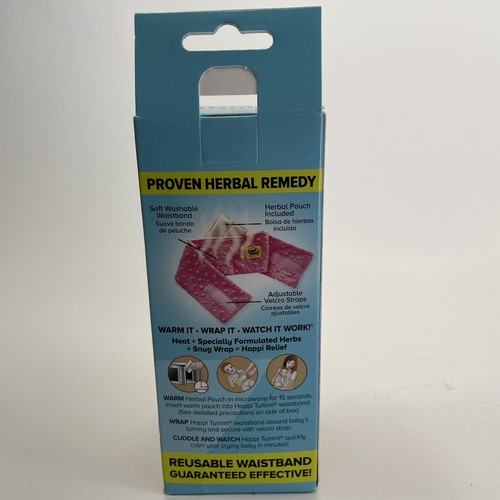 PROVEN HERBAL REMEDY
Soft Washable
Waistband
Suave banda
de peluche
Herbal Pouch
Included
Bolsa de hierbas
incluida
Adjustable
Velcro Straps
Correas de velcro
ajustables
WARM IT • WRAP IT • WATCH IT WORK!
Heat + Specially Formulated Herbs
+ Snug Wrap = Happi Relief
WARM Herbal Pouch in microwave for 15 seconds,
insert warm pouch into Happi Tummi® waistband.
(See detailed precautions on side of box)
WRAP Happi Tummi® waistband around baby's
tummy and secure with velcro strap.
CUDDLE AND WATCH Happi Tummi® quickly
calm your crying baby in minutes!
REUSABLE WAISTBAND
GUARANTEED EFFECTIVE!